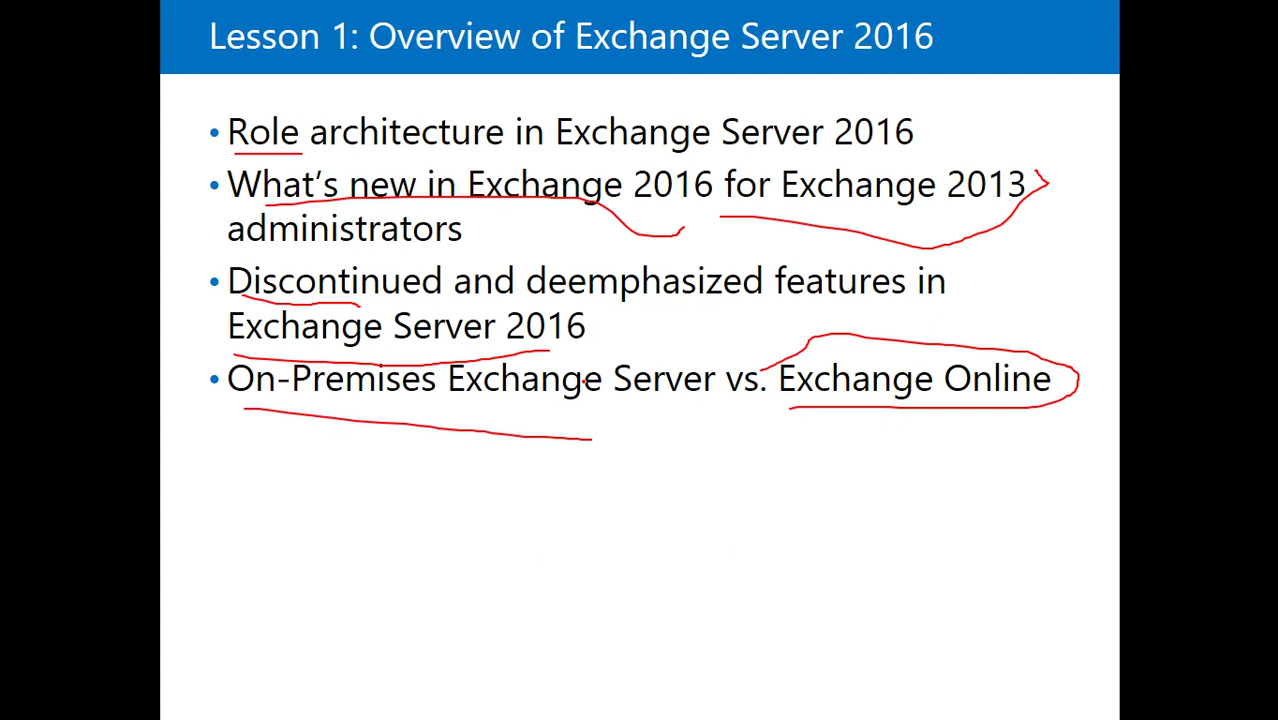 Lesson 1: Overview of Exchange Server 2016
• Role architecture in Exchange Server 2016
• What's new in Exchange 2016 for Exchange 2013
administrators
• Discontinued and deemphasized features in
Exchange Server 2016
• On-Premises Exchange Server vs. Exchange Online